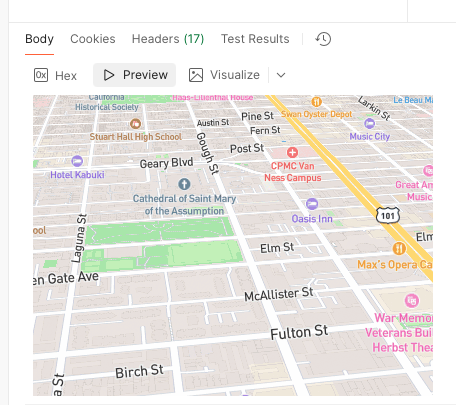 Body Cookies Headers (17) Test Results
0x Hex Preview Visualize
California
Historical Society
Haas-Lilienthal House
Larkin St
Le Beau Ma
Swan Oyster Depot
Pine St
Austin St
Fern St
Stuart Hall High School
Music City
Gough St
Post St
Geary Blvd
CPMC Van
Ness Campus
Hotel Kabuki
Great Am
Music
Cathedral of Saint Mary
of the Assumption
Oasis Inn
101
Laguna St
ool
Elm St
Elm
Max's Opera Ca
en Gate Ave
McAllister St
War Memor
Veterans Buil
Herbst Thea
Fulton St
Birch St
a St